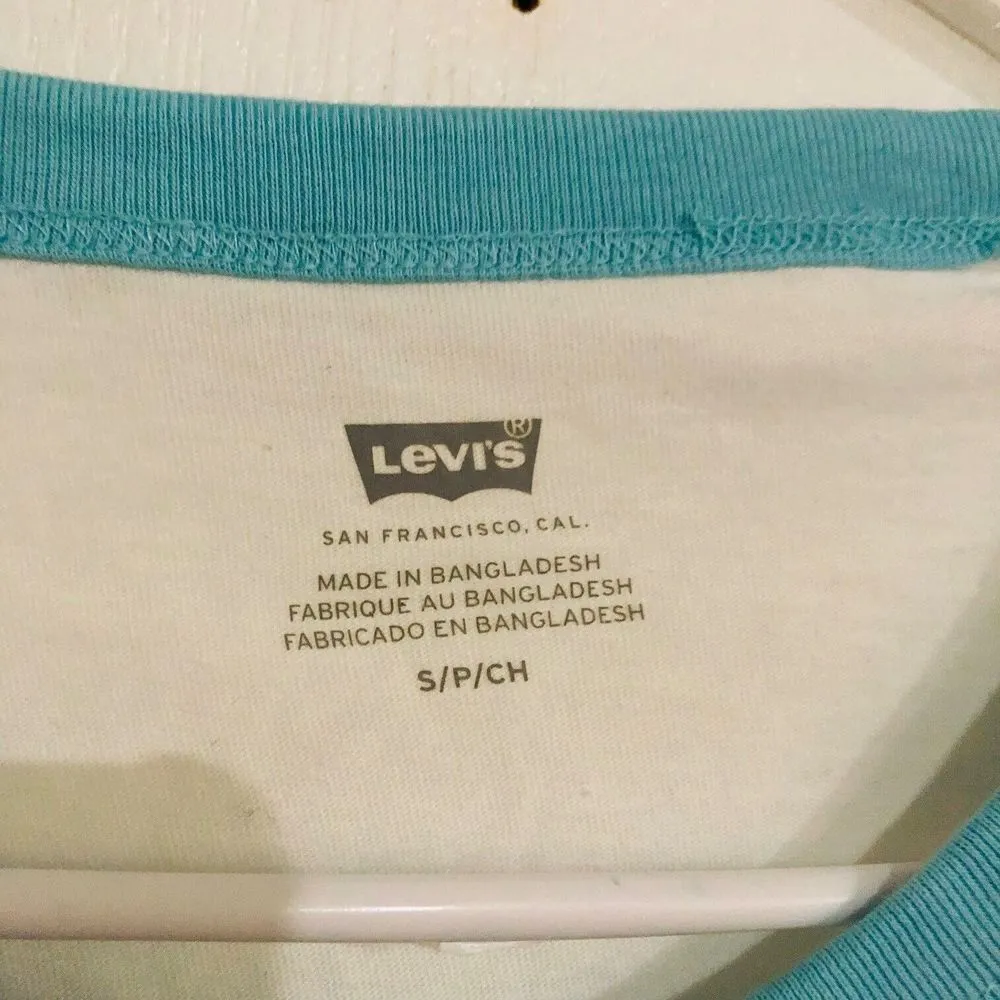 Levi's®
SAN FRANCISCO, CAL.
MADE IN BANGLADESH
FABRIQUE AU BANGLADESH
FABRICADO EN BANGLADESH
S/P/CH